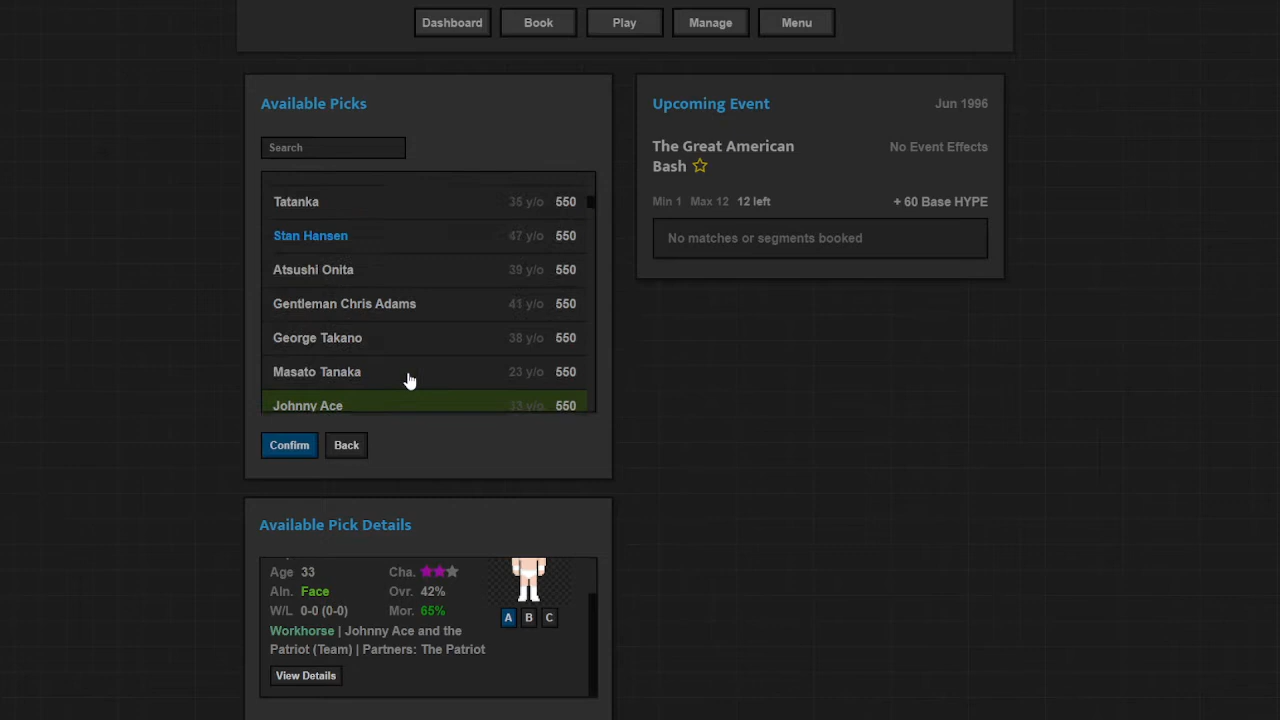 Dashboard Book Play Manage Menu
Available Picks
Search
Tatanka 35 y/o 550
Stan Hansen 47 y/o 550
Atsushi Onita 39 y/o 550
Gentleman Chris Adams 41 y/o 550
George Takano 38 y/o 550
Masato Tanaka 23 y/o 550
Johnny Ace 33 y/o 550
Confirm Back
Upcoming Event Jun 1996
The Great American No Event Effects
Bash
Min 1 Max 12 12 left + 60 Base HYPE
No matches or segments booked
Available Pick Details
Age 33 Cha.
Aln. Face Ovr. 42%
W/L 0-0 (0-0) Mor. 65%
A B C
Workhorse | Johnny Ace and the
Patriot (Team) | Partners: The Patriot
View Details